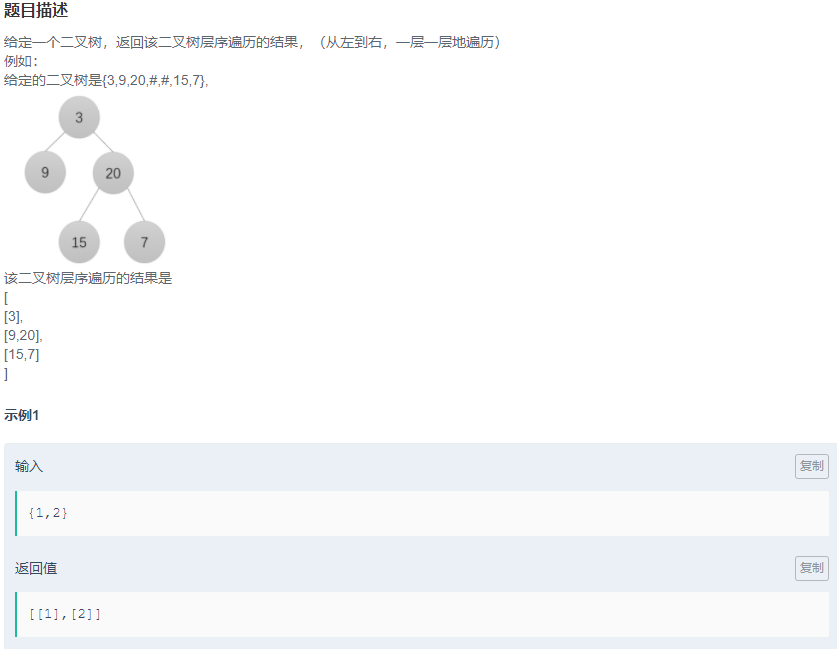 题目描述
给定一个二叉树，返回该二叉树层序遍历的结果，（从左到右，一层一层地遍历）
例如：
给定的二叉树是{3,9,20,#,#,15,7},
3
9
20
15
7
该二叉树层序遍历的结果是
[
[3],
[9,20],
[15,7]
]
示例1
输入
复制
{1,2}
返回值
复制
[[1],[2]]